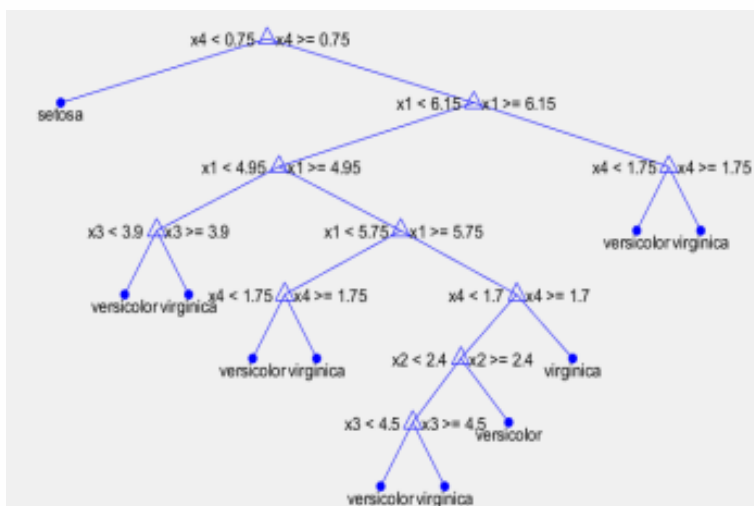 x4 < 0.75 x4 >= 0.75
setosa
x1 < 6.15 x1 >= 6.15
x1 < 4.95 x1 >= 4.95
x4 < 1.75 x4 >= 1.75
x3 < 3.9 x3 >= 3.9
x1 < 5.75 x1 >= 5.75
versicolor virginica
versicolor virginica
x4 < 1.75 x4 >= 1.75
x4 < 1.7 x4 >= 1.7
versicolor virginica
x2 < 2.4 x2 >= 2.4
virginica
x3 < 4.5 x3 >= 4.5
versicolor
versicolor virginica